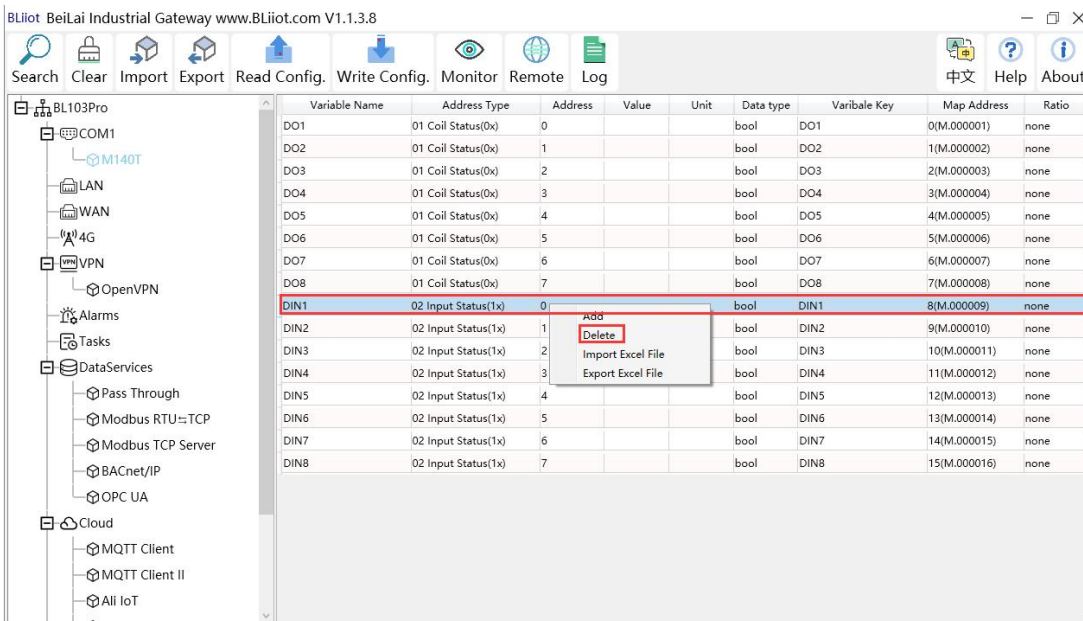 BLiiot BeiLai Industrial Gateway www.BLiiot.com V1.1.3.8
Search Clear Import Export Read Config. Write Config. Monitor Remote Log 中文 Help About
BL103Pro
COM1
M140T
LAN
WAN
4G
VPN VPN
OpenVPN
Alarms
Tasks
DataServices
Pass Through
Modbus RTU⇆TCP
Modbus TCP Server
BACnet/IP
OPC UA
Cloud
MQTT Client
MQTT Client II
Ali IoT
Variable Name Address Type Address Value Unit Data type Varibale Key Map Address Ratio
DO1 01 Coil Status(0x) 0 bool DO1 0(M.000001) none
DO2 01 Coil Status(0x) 1 bool DO2 1(M.000002) none
DO3 01 Coil Status(0x) 2 bool DO3 2(M.000003) none
DO4 01 Coil Status(0x) 3 bool DO4 3(M.000004) none
DO5 01 Coil Status(0x) 4 bool DO5 4(M.000005) none
DO6 01 Coil Status(0x) 5 bool DO6 5(M.000006) none
DO7 01 Coil Status(0x) 6 bool DO7 6(M.000007) none
DO8 01 Coil Status(0x) 7 bool DO8 7(M.000008) none
DIN1 02 Input Status(1x) 0 bool DIN1 8(M.000009) none
DIN2 02 Input Status(1x) 1 bool DIN2 9(M.000010) none
DIN3 02 Input Status(1x) 2 bool DIN3 10(M.000011) none
DIN4 02 Input Status(1x) 3 bool DIN4 11(M.000012) none
DIN5 02 Input Status(1x) 4 bool DIN5 12(M.000013) none
DIN6 02 Input Status(1x) 5 bool DIN6 13(M.000014) none
DIN7 02 Input Status(1x) 6 bool DIN7 14(M.000015) none
DIN8 02 Input Status(1x) 7 bool DIN8 15(M.000016) none
Add
Delete
Import Excel File
Export Excel File